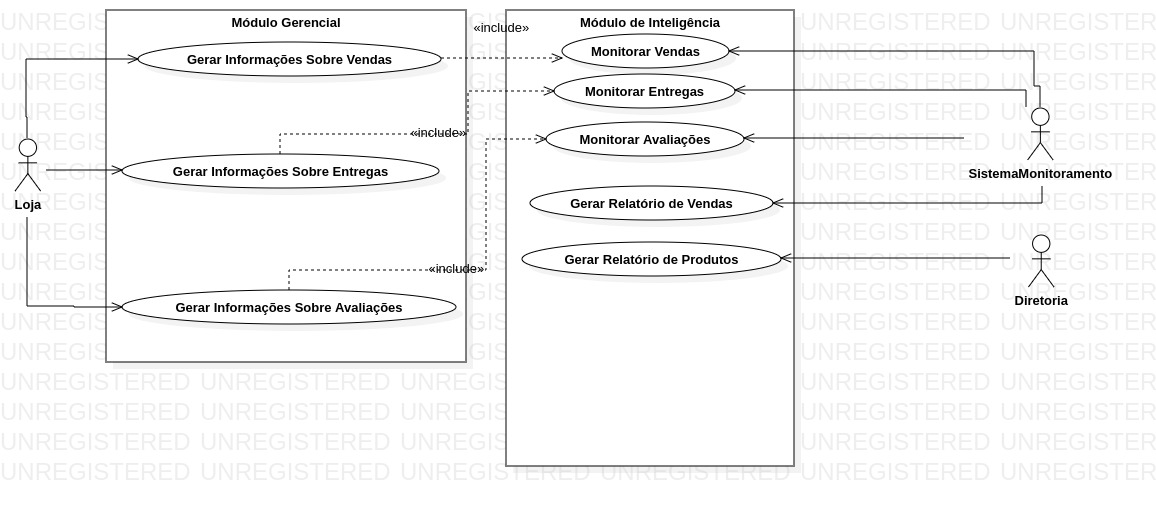 Módulo Gerencial
«include»
Módulo de Inteligência
Gerar Informações Sobre Vendas
Monitorar Vendas
Monitorar Entregas
«include»
Monitorar Avaliações
Gerar Informações Sobre Entregas
SistemaMonitoramento
Loja
Gerar Relatório de Vendas
Gerar Relatório de Produtos
«include»
Diretoria
Gerar Informações Sobre Avaliações
UNREGISTERED UNREGISTERED UNREGISTERED UNREGISTERED UNREGISTERED